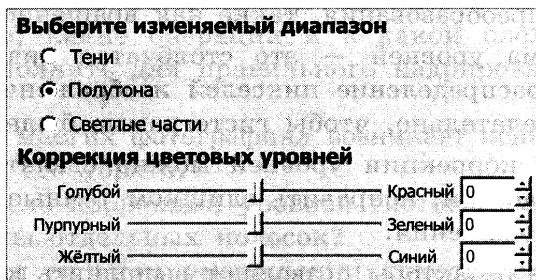 Выберите изменяемый диапазон
Тени
Полутона
Светлые части
Коррекция цветовых уровней
Голубой Красный 0
Пурпурный Зеленый 0
Жёлтый Синий 0